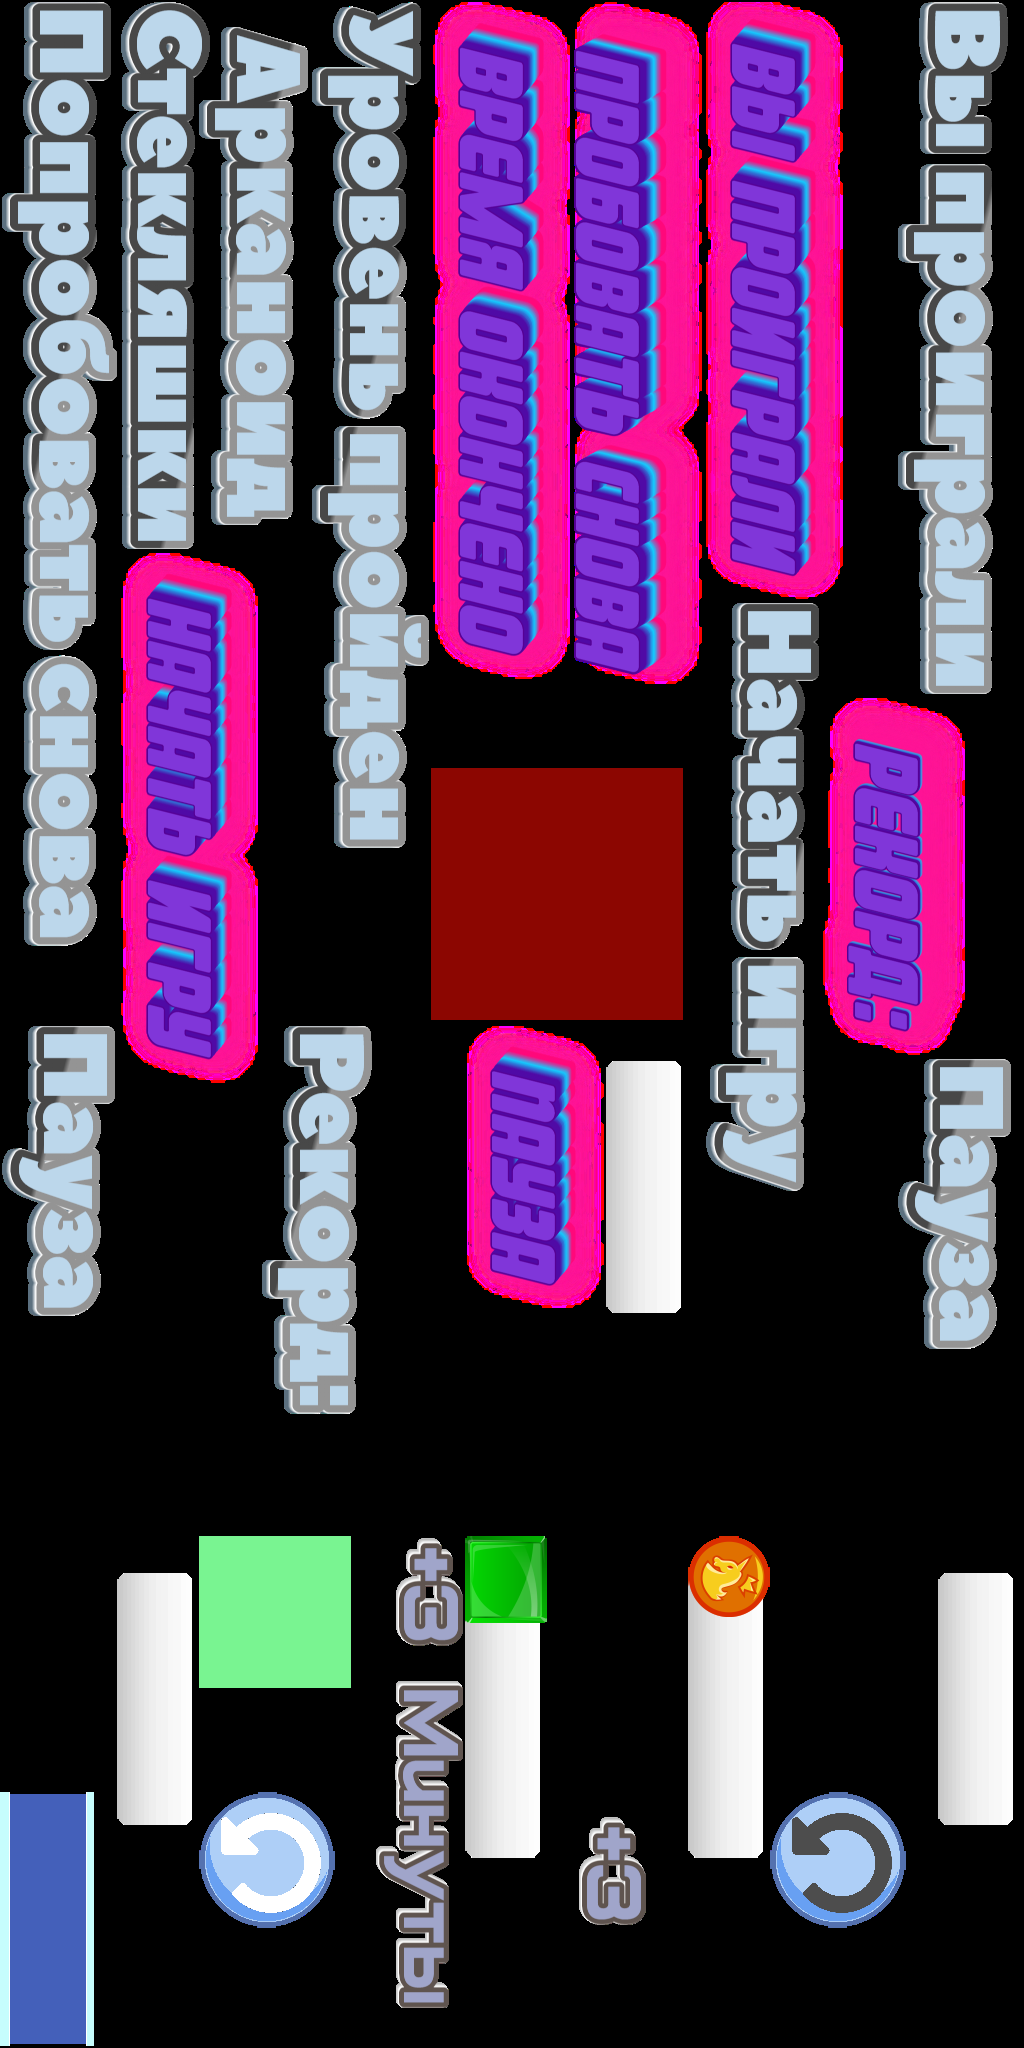 Вы проиграли
ВЫ ПРОИГРАЛИ
ПРОБОВАТЬ СНОВА
ВРЕМЯ ОКОНЧЕНО
Уровень пройден
Арканоид
Стекляшки
Попробовать снова
РЕКОРД:
Начать игру
НАЧАТЬ ИГРУ
Пауза
ПАУЗА
Рекорд:
Пауза
+3 Минуты
+3